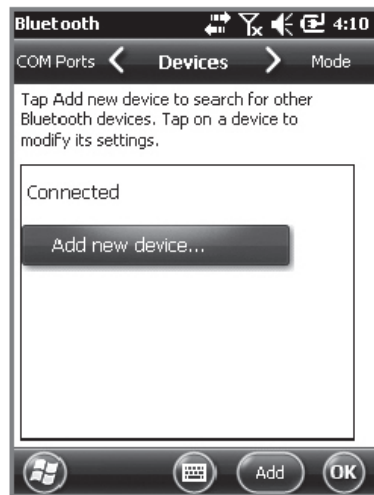 Bluetooth 4:10
COM Ports Devices Mode
Tap Add new device to search for other
Bluetooth devices. Tap on a device to
modify its settings.
Connected
Add new device...
Add OK